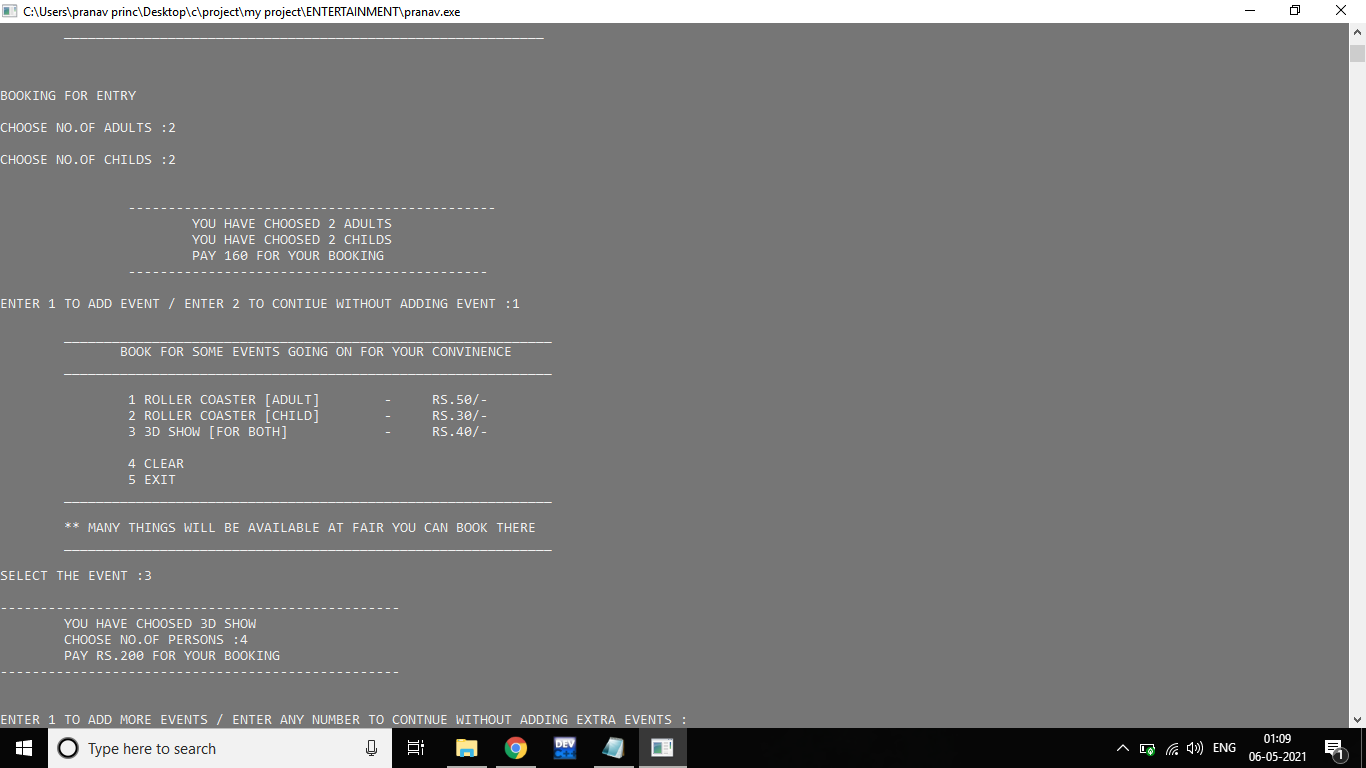 C:\Users\pranav princ\Desktop\c\project\my project\ENTERTAINMENT\pranav.exe
BOOKING FOR ENTRY
CHOOSE NO.OF ADULTS :2
CHOOSE NO.OF CHILDS :2
----------------------------------------------
YOU HAVE CHOOSED 2 ADULTS
YOU HAVE CHOOSED 2 CHILDS
PAY 160 FOR YOUR BOOKING
---------------------------------------------
ENTER 1 TO ADD EVENT / ENTER 2 TO CONTIUE WITHOUT ADDING EVENT :1
BOOK FOR SOME EVENTS GOING ON FOR YOUR CONVINENCE
1 ROLLER COASTER [ADULT] - RS.50/-
2 ROLLER COASTER [CHILD] - RS.30/-
3 3D SHOW [FOR BOTH] - RS.40/-
4 CLEAR
5 EXIT
** MANY THINGS WILL BE AVAILABLE AT FAIR YOU CAN BOOK THERE
SELECT THE EVENT :3
--------------------------------------------------
YOU HAVE CHOOSED 3D SHOW
CHOOSE NO.OF PERSONS :4
PAY RS.200 FOR YOUR BOOKING
--------------------------------------------------
ENTER 1 TO ADD MORE EVENTS / ENTER ANY NUMBER TO CONTNUE WITHOUT ADDING EXTRA EVENTS :
Type here to search
DEV
ENG
01:09
06-05-2021
1